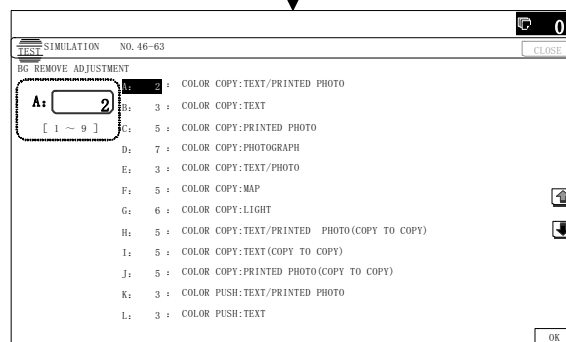 0
TEST SIMULATION NO.46-63
CLOSE
BG REMOVE ADJUSTMENT
A: 2
[ 1 ~ 9 ]
A: 2 : COLOR COPY:TEXT/PRINTED PHOTO
B: 3 : COLOR COPY:TEXT
C: 5 : COLOR COPY:PRINTED PHOTO
D: 7 : COLOR COPY:PHOTOGRAPH
E: 3 : COLOR COPY:TEXT/PHOTO
F: 5 : COLOR COPY:MAP
G: 6 : COLOR COPY:LIGHT
H: 5 : COLOR COPY:TEXT/PRINTED PHOTO(COPY TO COPY)
I: 5 : COLOR COPY:TEXT(COPY TO COPY)
J: 5 : COLOR COPY:PRINTED PHOTO(COPY TO COPY)
K: 3 : COLOR PUSH:TEXT/PRINTED PHOTO
L: 3 : COLOR PUSH:TEXT
OK